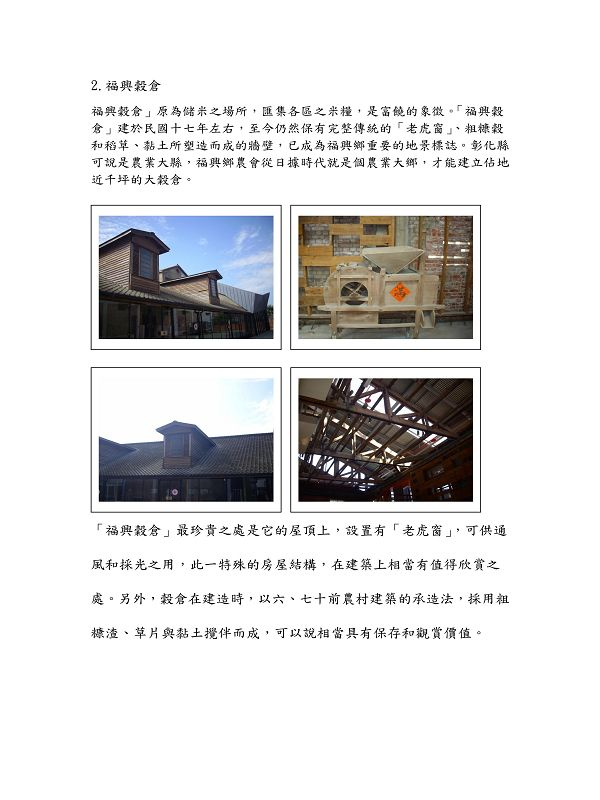 2.福興穀倉
福興穀倉」原為儲米之場所，匯集各區之米糧，是富饒的象徵。「福興穀
倉」建於民國十七年左右，至今仍然保有完整傳統的「老虎窗」、粗糠穀
和稻草、黏土所塑造而成的牆壁，已成為福興鄉重要的地景標誌。彰化縣
可說是農業大縣，福興鄉農會從日據時代就是個農業大鄉，才能建立佔地
近千坪的大穀倉。
滿
「福興穀倉」最珍貴之處是它的屋頂上，設置有「老虎窗」，可供通
風和採光之用，此一特殊的房屋結構，在建築上相當有值得欣賞之
處。另外，穀倉在建造時，以六、七十前農村建築的承造法，採用粗
糠渣、草片與黏土攪伴而成，可以說相當具有保存和觀賞價值。